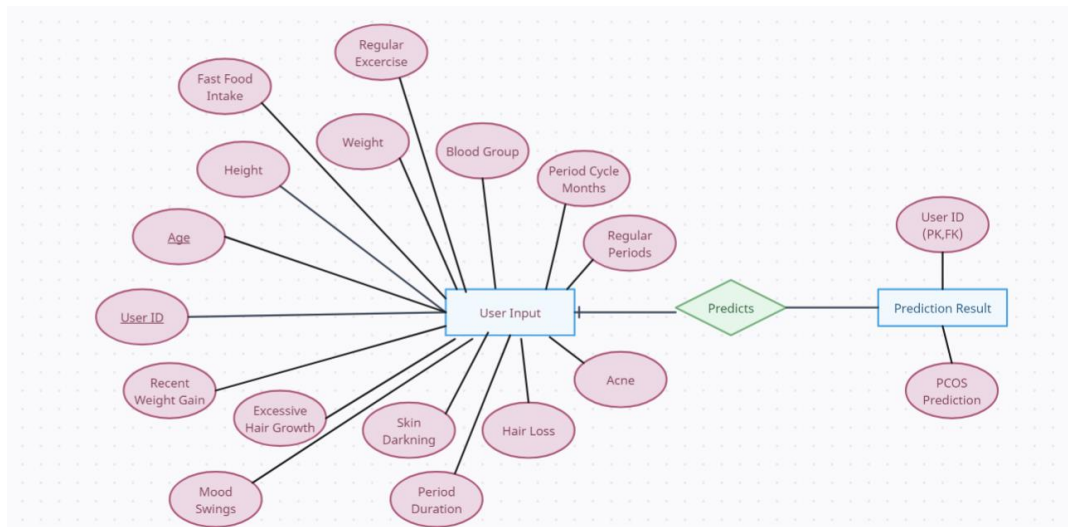 Regular
Excercise
Fast Food
Intake
Weight
Blood Group
Height
Period Cycle
Months
User ID
(PK,FK)
Age
Regular
Periods
User ID
User Input
Predicts
Prediction Result
Recent
Weight Gain
Acne
PCOS
Prediction
Excessive
Hair Growth
Skin
Darkning
Hair Loss
Mood
Swings
Period
Duration